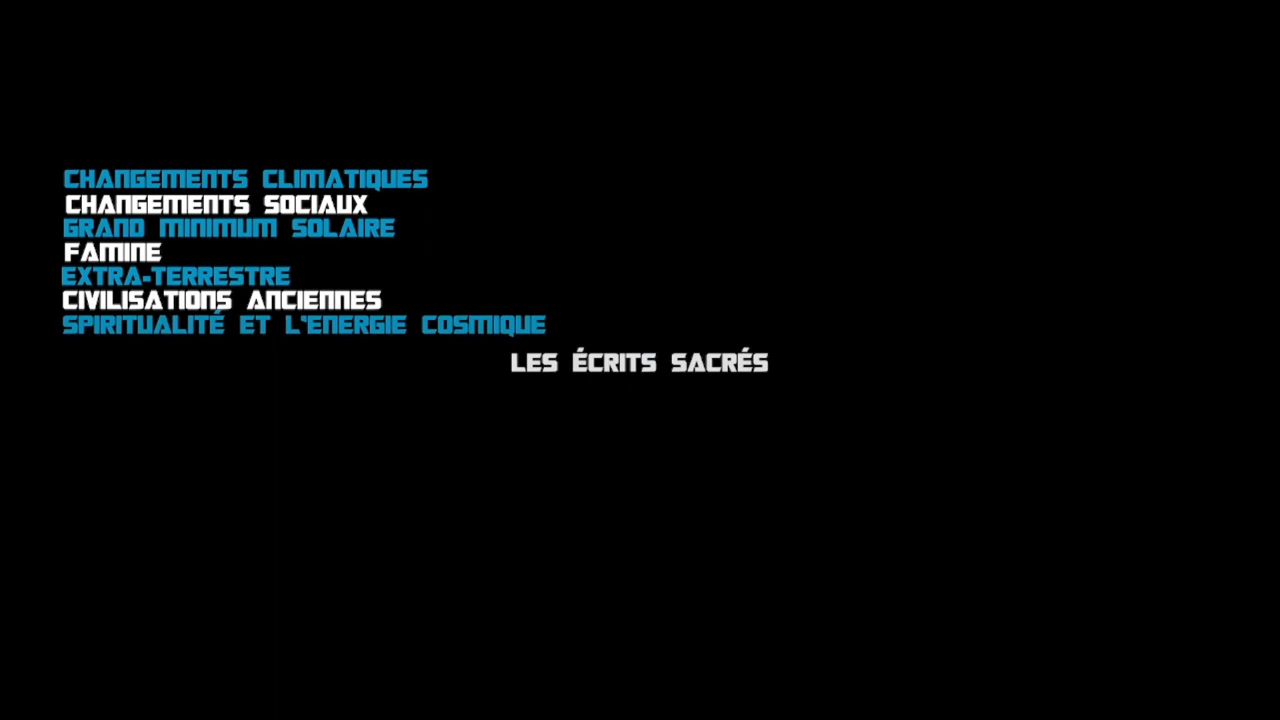 CHANGEMENTS CLIMATIQUES
CHANGEMENTS SOCIAUX
GRAND MINIMUM SOLAIRE
FAMINE
EXTRA-TERRESTRE
CIVILISATIONS ANCIENNES
SPIRITUALITÉ ET L'ENERGIE COSMIQUE
LES ÉCRITS SACRÉS